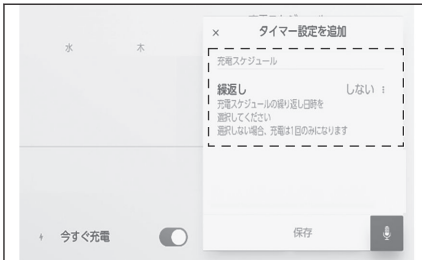 水
木
× タイマー設定を追加
充電スケジュール
繰返し しない
充電スケジュールの繰り返し日時を
選択してください
選択しない場合、充電は1回のみになります
今すぐ充電
保存